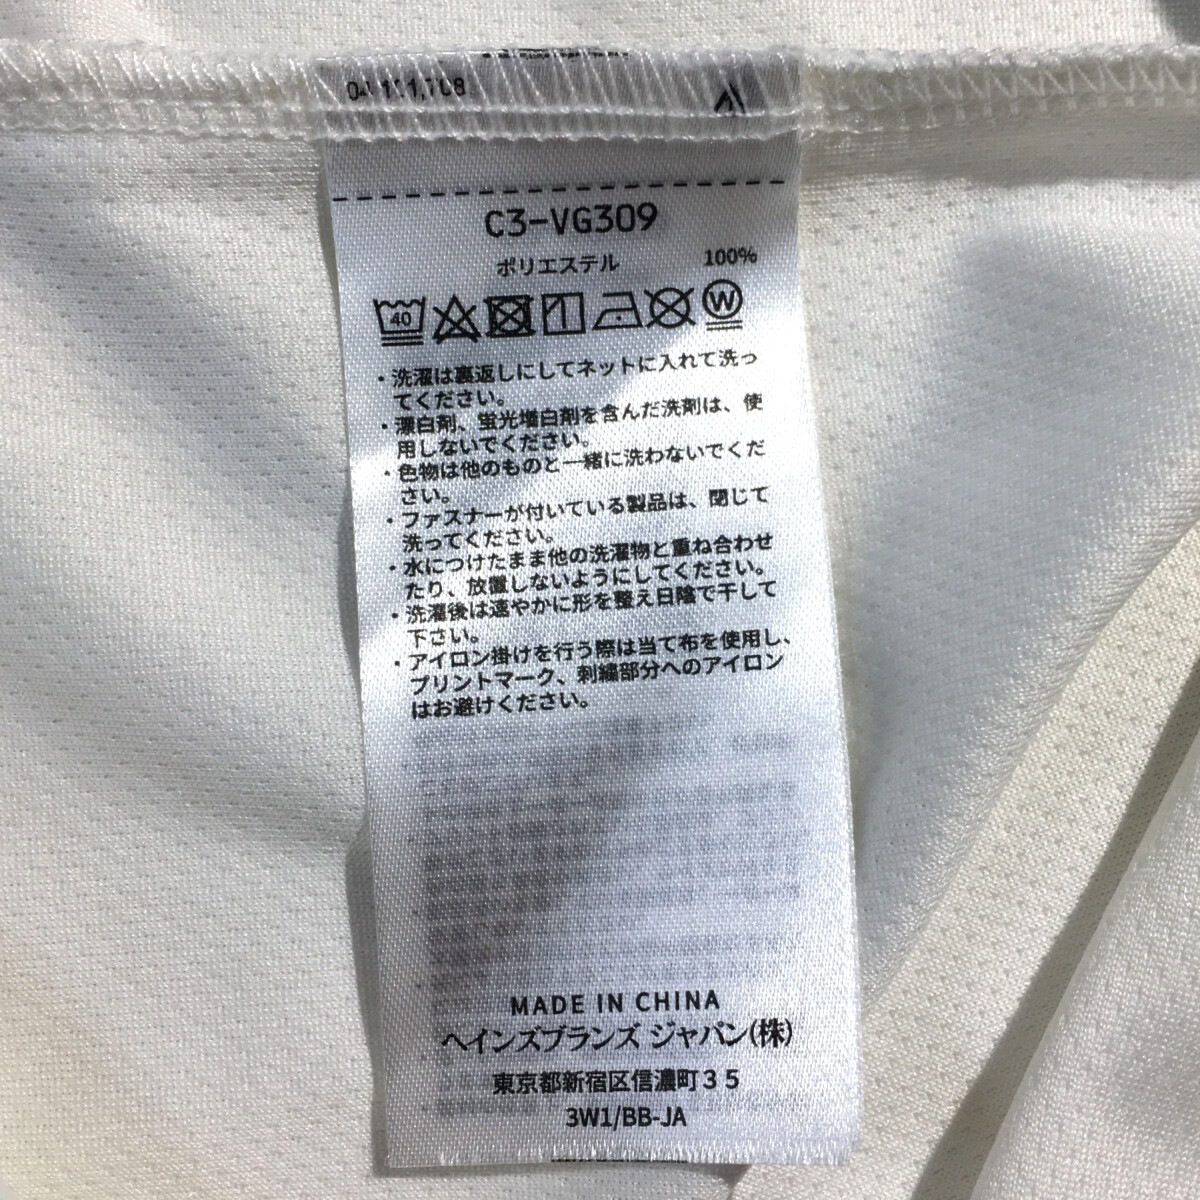 C3-VG309
ポリエステル 100%
40
W
・洗濯は裏返しにしてネットに入れて洗っ
てください。
・漂白剤、蛍光増白剤を含んだ洗剤は、使
用しないでください。
・色物は他のものと一緒に洗わないでくだ
さい。
・ファスナーが付いている製品は、閉じて
洗ってください。
・水につけたまま他の洗濯物と重ね合わせ
たり、放置しないようにしてください。
・洗濯後は速やかに形を整え日陰で干して
下さい。
・アイロン掛けを行う際は当て布を使用し、
プリントマーク、刺繍部分へのアイロン
はお避けください。
MADE IN CHINA
ヘインズブランズ ジャパン(株)
東京都新宿区信濃町35
3W1/BB-JA